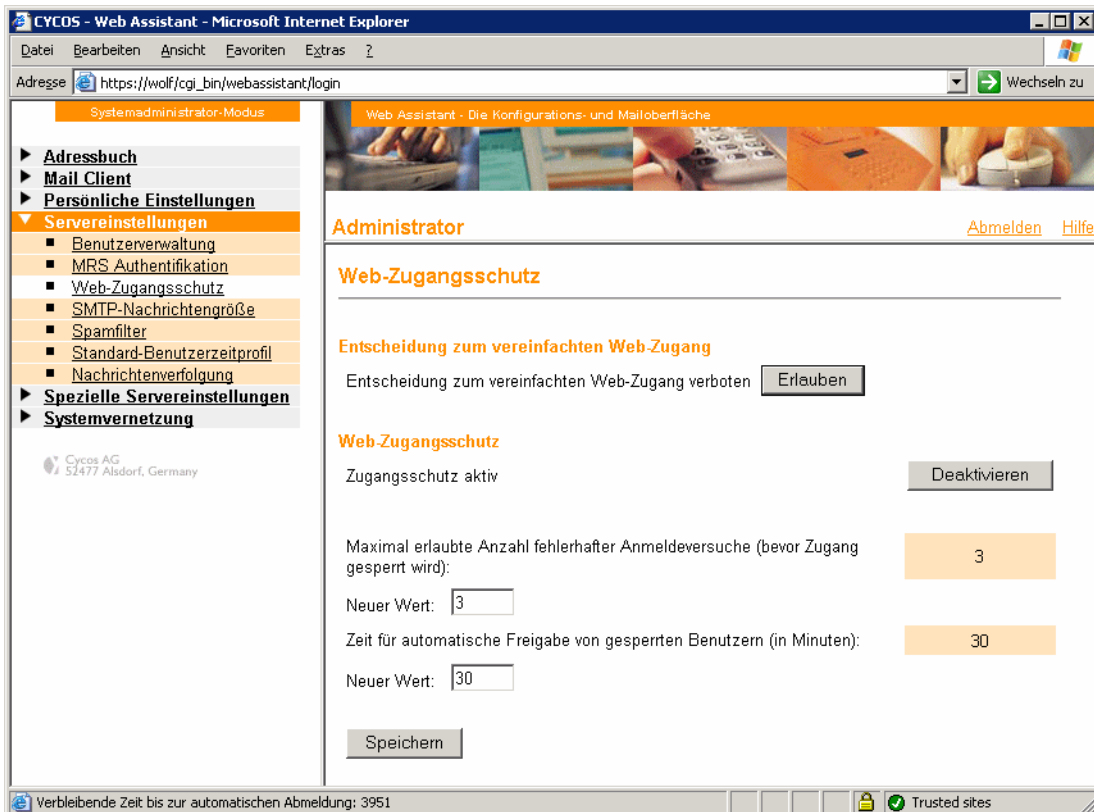 CYCOS - Web Assistant - Microsoft Internet Explorer
Datei Bearbeiten Ansicht Favoriten Extras ?
Adresse https://wolf/cgi_bin/webassistant/login Wechseln zu
Systemadministrator-Modus
Adressbuch
Mail Client
Persönliche Einstellungen
Servereinstellungen
Benutzerverwaltung
MRS Authentifikation
Web-Zugangsschutz
SMTP-Nachrichtengröße
Spamfilter
Standard-Benutzerzeitprofil
Nachrichtenverfolgung
Spezielle Servereinstellungen
Systemvernetzung
Cycos AG
52477 Alsdorf, Germany
Web Assistant - Die Konfigurations- und Mailoberfläche
Administrator
Abmelden Hilfe
Web-Zugangsschutz
Entscheidung zum vereinfachten Web-Zugang
Entscheidung zum vereinfachten Web-Zugang verboten Erlauben
Web-Zugangsschutz
Zugangsschutz aktiv Deaktivieren
Maximal erlaubte Anzahl fehlerhafter Anmeldeversuche (bevor Zugang
gesperrt wird):
3
Neuer Wert: 3
Zeit für automatische Freigabe von gesperrten Benutzern (in Minuten): 30
Neuer Wert: 30
Speichern
Verbleibende Zeit bis zur automatischen Abmeldung: 3951 Trusted sites